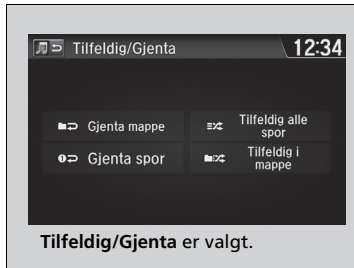 Tilfeldig/Gjenta 12:34
Gjenta mappe
Tilfeldig alle
spor
Gjenta spor
Tilfeldig i
mappe
Tilfeldig/Gjenta er valgt.